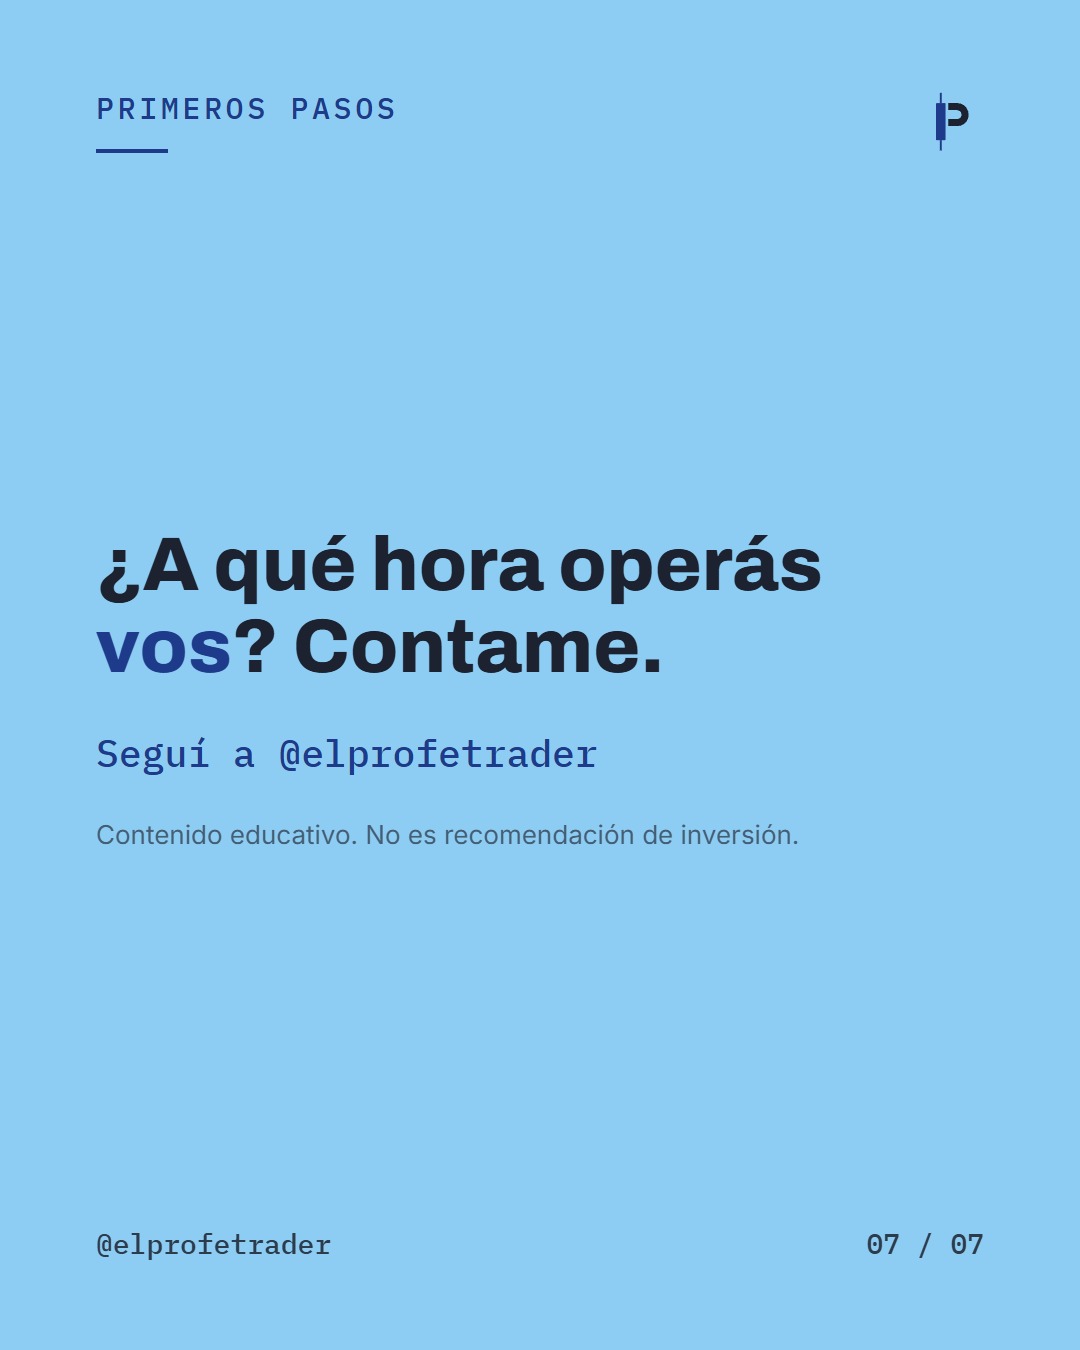 PRIMEROS PASOS
P
¿A qué hora operás
vos? Contame.
Seguí a @elprofetrader
Contenido educativo. No es recomendación de inversión.
@elprofetrader
07 / 07